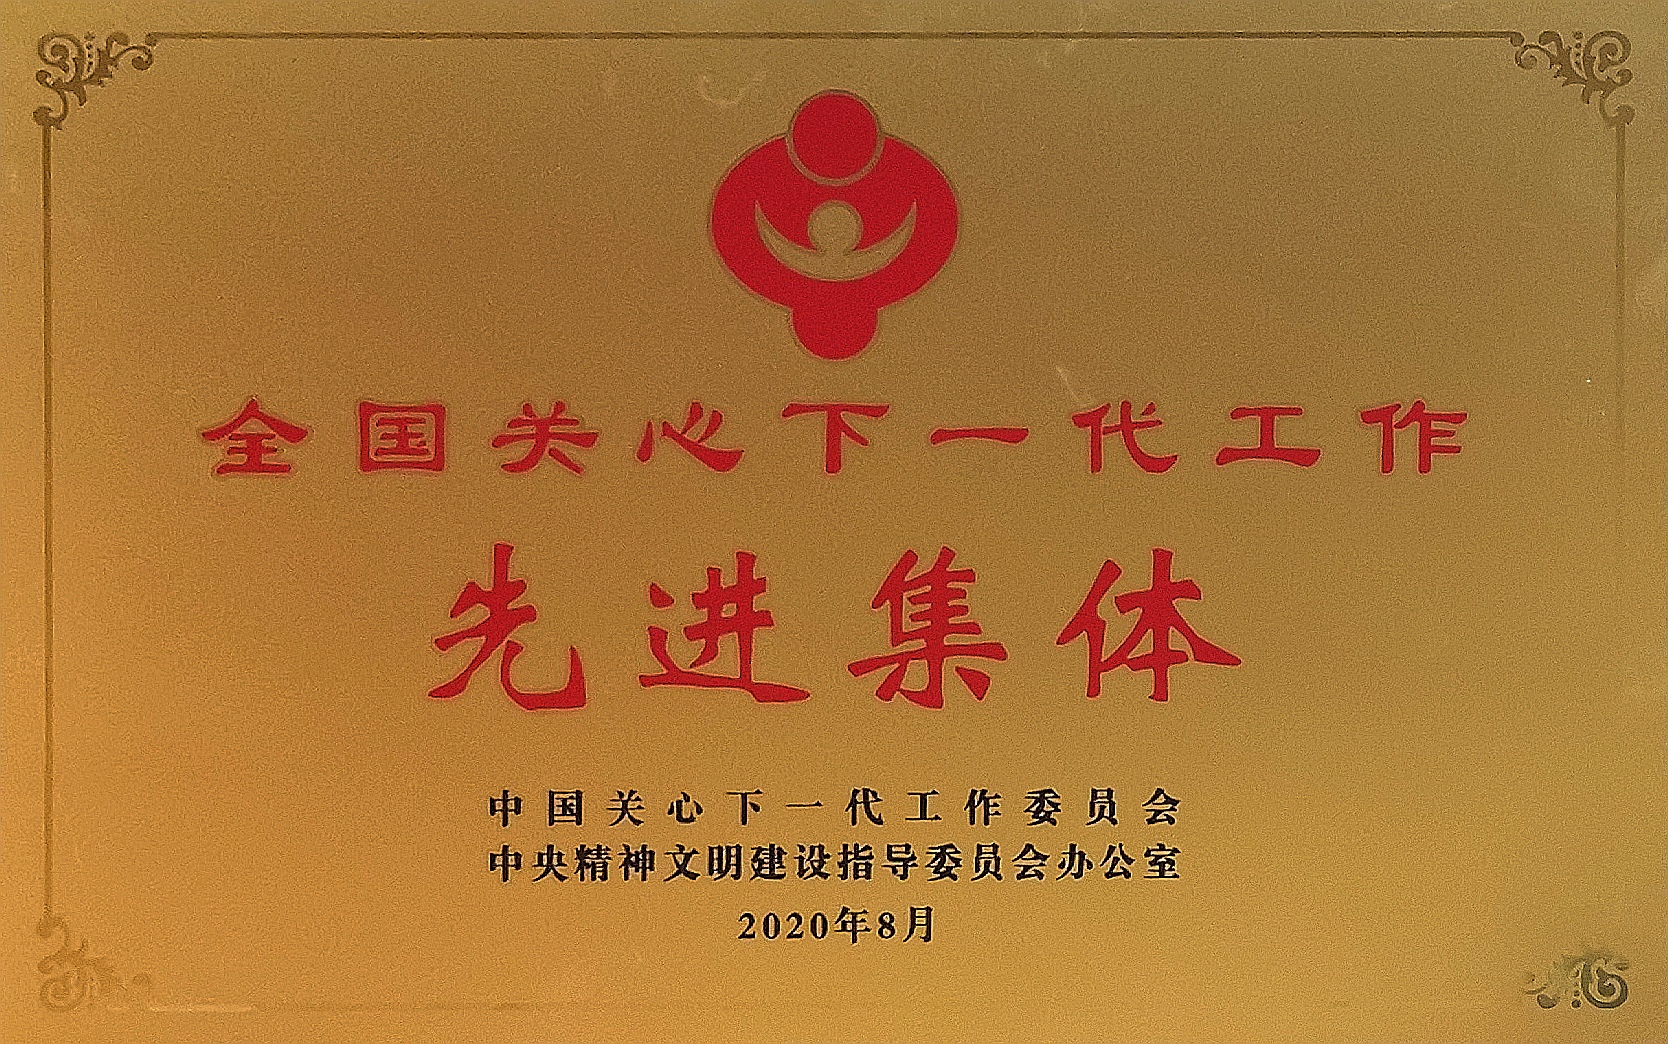 全国关心下一代工作
先进集体
中国关心下一代工作委员会
中央精神文明建设指导委员会办公室
2020年8月